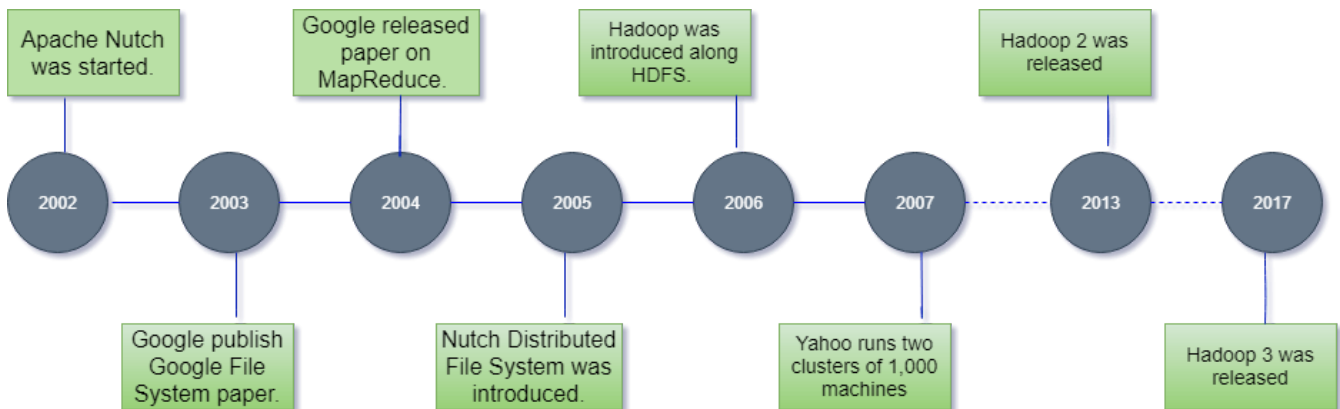 Apache Nutch
was started.
Google released
paper on
MapReduce.
Hadoop was
introduced along
HDFS.
Hadoop 2 was
released
2002
2003
2004
2005
2006
2007
2013
2017
Google publish
Google File
System paper.
Nutch Distributed
File System was
introduced.
Yahoo runs two
clusters of 1,000
machines
Hadoop 3 was
released